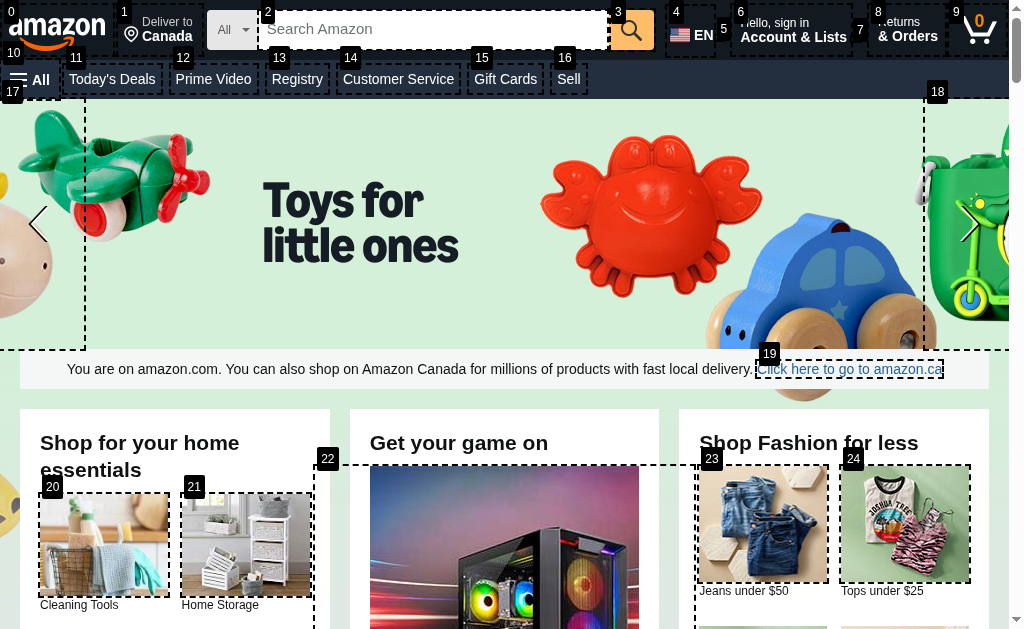 0
1
2
3
4
5
6
7
8
9
amazon
Deliver to
Canada
All
Search Amazon
EN
Hello, sign in
Account & Lists
Returns
& Orders
0
10
11
12
13
14
15
16
All
Today's Deals
Prime Video
Registry
Customer Service
Gift Cards
Sell
17
18
Toys for
little ones
19
You are on amazon.com. You can also shop on Amazon Canada for millions of products with fast local delivery. Click here to go to amazon.ca
Shop for your home
essentials
20
21
Cleaning Tools
Home Storage
Get your game on
22
Shop Fashion for less
23
24
JOSHUA TREE
Jeans under $50
Tops under $25